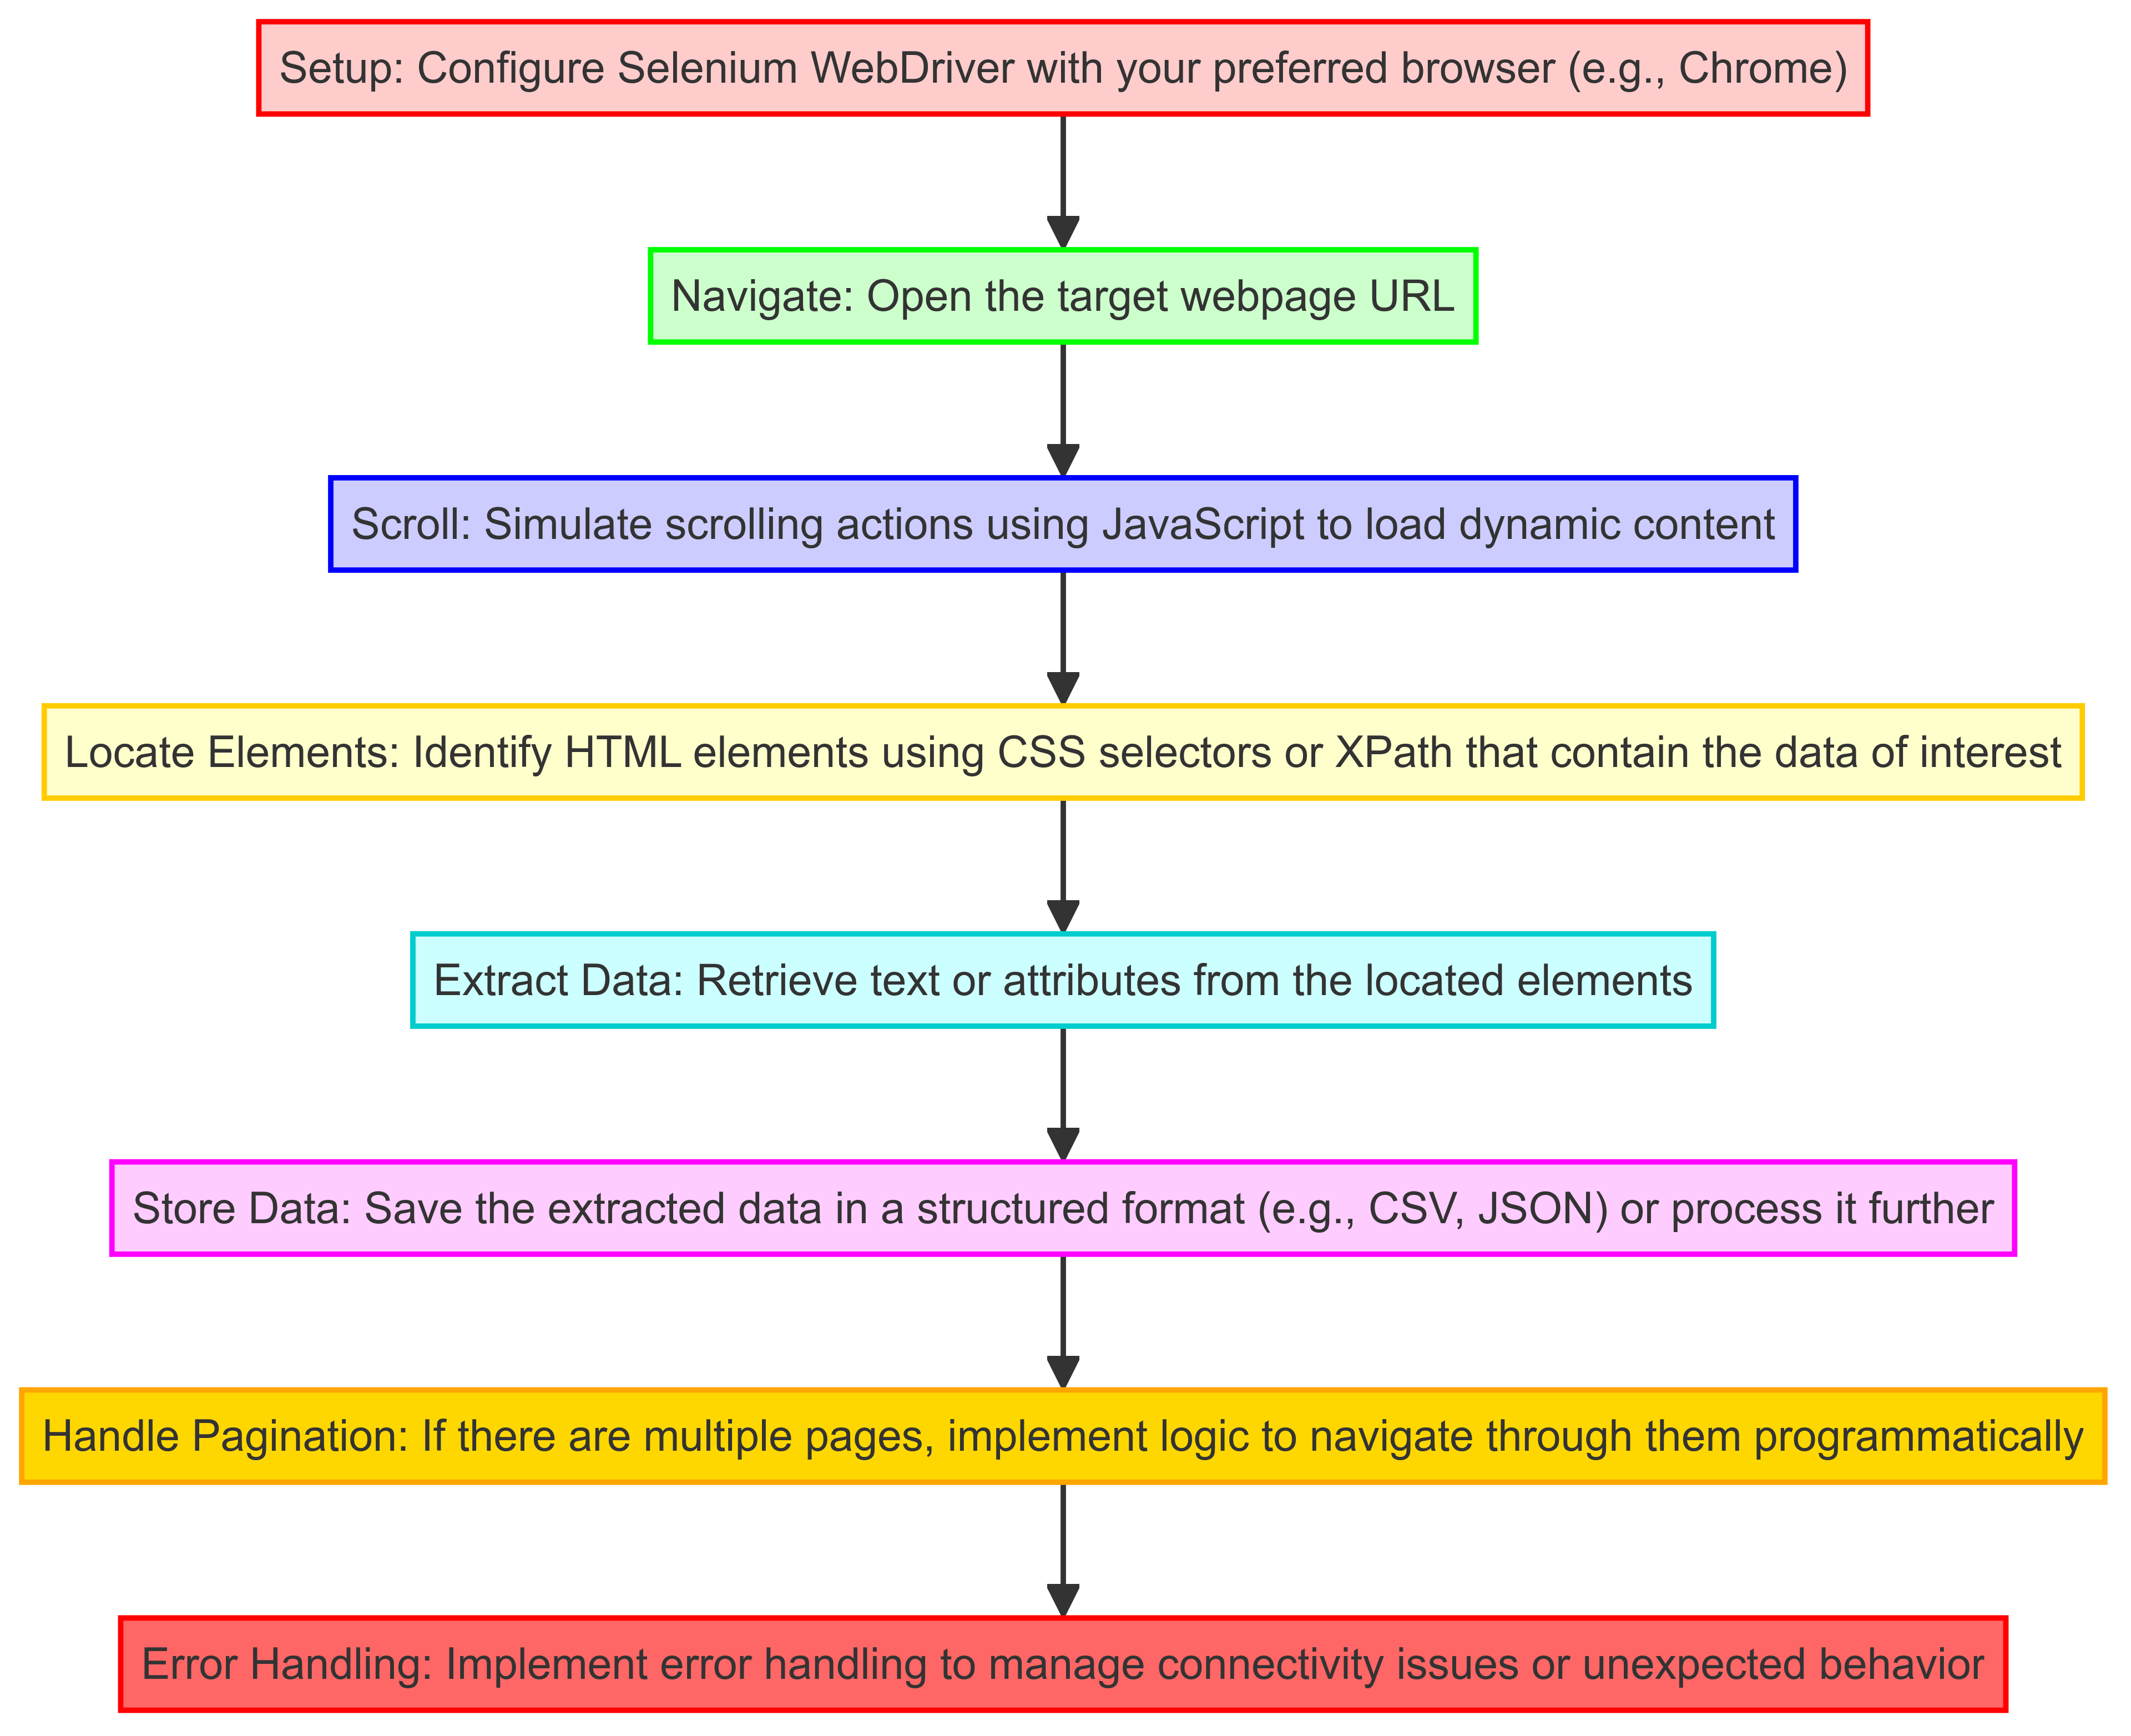 Setup: Configure Selenium WebDriver with your preferred browser (e.g., Chrome)
Navigate: Open the target webpage URL
Scroll: Simulate scrolling actions using JavaScript to load dynamic content
Locate Elements: Identify HTML elements using CSS selectors or XPath that contain the data of interest
Extract Data: Retrieve text or attributes from the located elements
Store Data: Save the extracted data in a structured format (e.g., CSV, JSON) or process it further
Handle Pagination: If there are multiple pages, implement logic to navigate through them programmatically
Error Handling: Implement error handling to manage connectivity issues or unexpected behavior